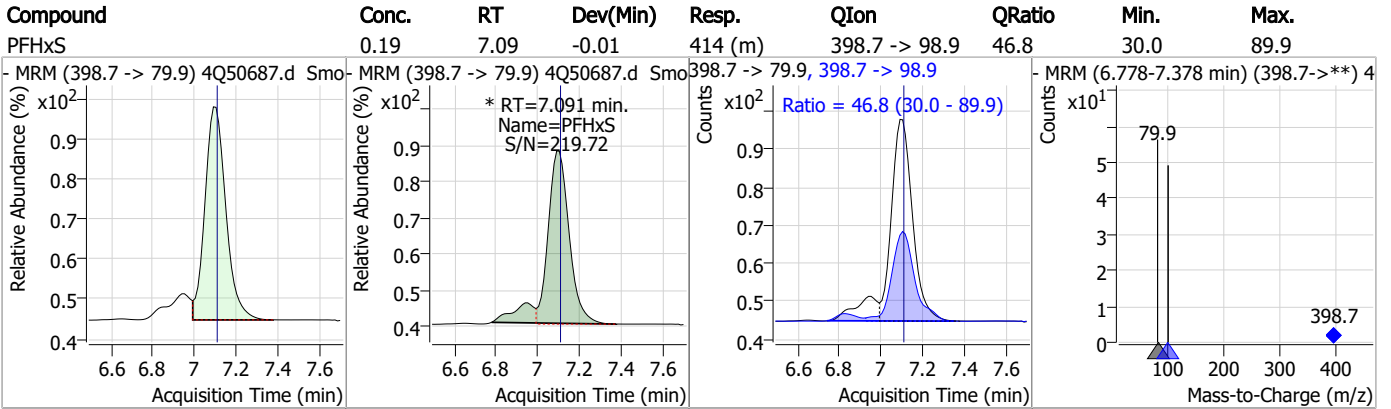 Compound Conc. RT Dev(Min) Resp. QIon QRatio Min. Max.
PFHxS 0.19 7.09 -0.01 414 (m) 398.7 -> 98.9 46.8 30.0 89.9
- MRM (398.7 -> 79.9) 4Q50687.d Smo
x10²
Relative Abundance (%)
0.9
0.8
0.7
0.6
0.5
0.4
6.6 6.8 7 7.2 7.4 7.6
Acquisition Time (min)
- MRM (398.7 -> 79.9) 4Q50687.d Smo
x10²
* RT=7.091 min.
Name=PFHxS
S/N=219.72
Relative Abundance (%)
0.9
0.8
0.7
0.6
0.5
0.4
6.6 6.8 7 7.2 7.4 7.6
Acquisition Time (min)
398.7 -> 79.9, 398.7 -> 98.9
x10²
Ratio = 46.8 (30.0 - 89.9)
Counts
0.9
0.8
0.7
0.6
0.5
0.4
6.6 6.8 7 7.2 7.4 7.6
Acquisition Time (min)
- MRM (6.778-7.378 min) (398.7->**) 4
x10¹
Counts
79.9
5
4
3
2
1
0
398.7
100 200 300 400
Mass-to-Charge (m/z)